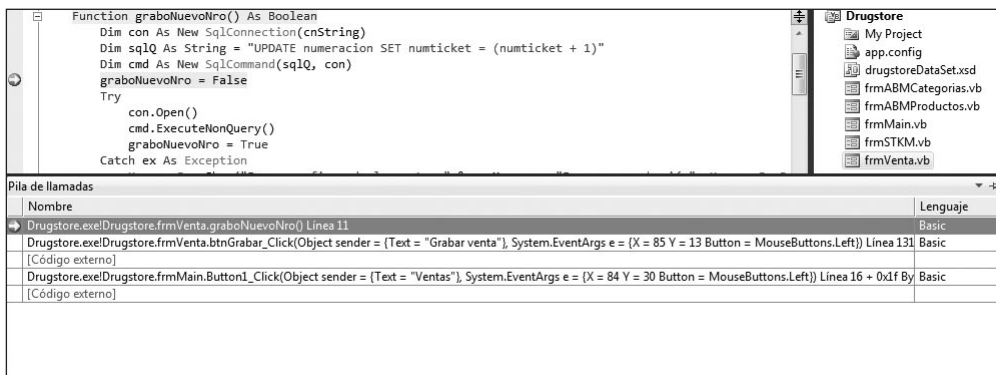 Function graboNuevoNro() As Boolean
Dim con As New SqlConnection(cnString)
Dim sqlQ As String = "UPDATE numeracion SET numticket = (numticket + 1)"
Dim cmd As New SqlCommand(sqlQ, con)
graboNuevoNro = False
Try
con.Open()
cmd.ExecuteNonQuery()
graboNuevoNro = True
Catch ex As Exception
Drugstore
My Project
app.config
drugstoreDataSet.xsd
frmABMCategorias.vb
frmABMProductos.vb
frmMain.vb
frmSTKM.vb
frmVenta.vb
Pila de llamadas
Nombre Lenguaje
Drugstore.exe!Drugstore.frmVenta.graboNuevoNro() Línea 11 Basic
Drugstore.exe!Drugstore.frmVenta.btnGrabar_Click(Object sender = {Text = "Grabar venta"}, System.EventArgs e = {X = 85 Y = 13 Button = MouseButtons.Left}) Línea 131 Basic
[Código externo]
Drugstore.exe!Drugstore.frmMain.Button1_Click(Object sender = {Text = "Ventas"}, System.EventArgs e = {X = 84 Y = 30 Button = MouseButtons.Left}) Línea 16 + 0x1f By Basic
[Código externo]